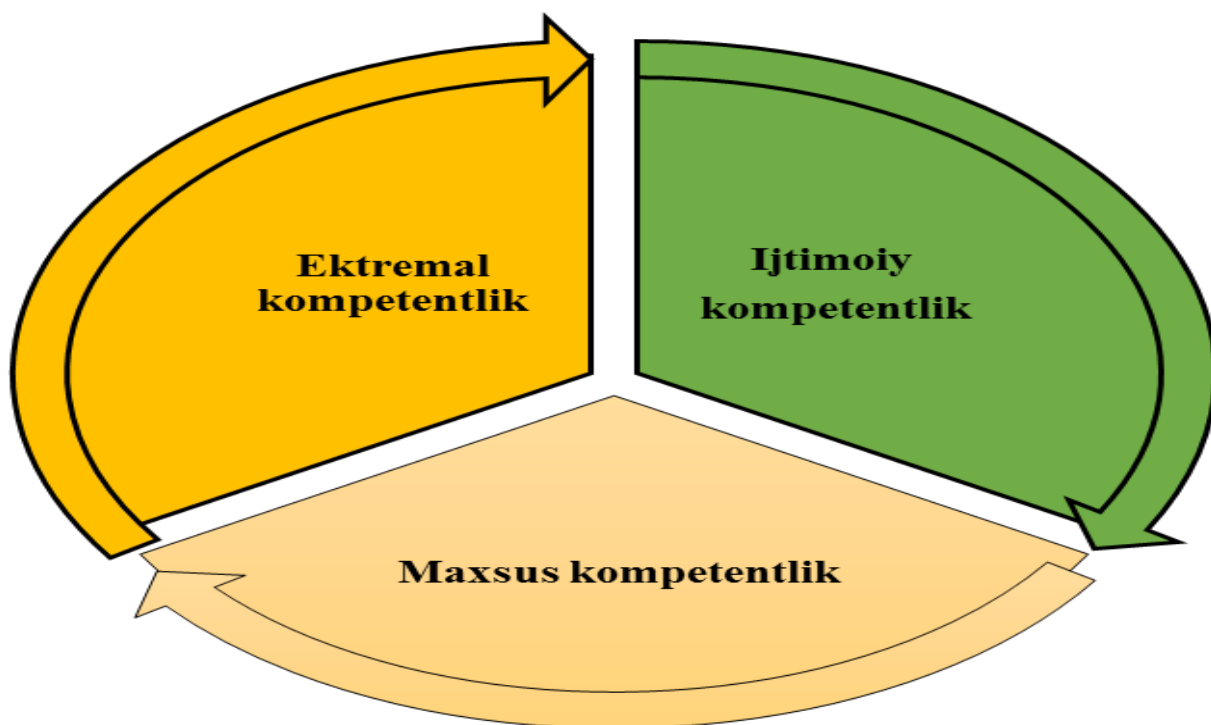 Ektremal
kompetentlik
Ijtimoiy
kompetentlik
Maxsus kompetentlik